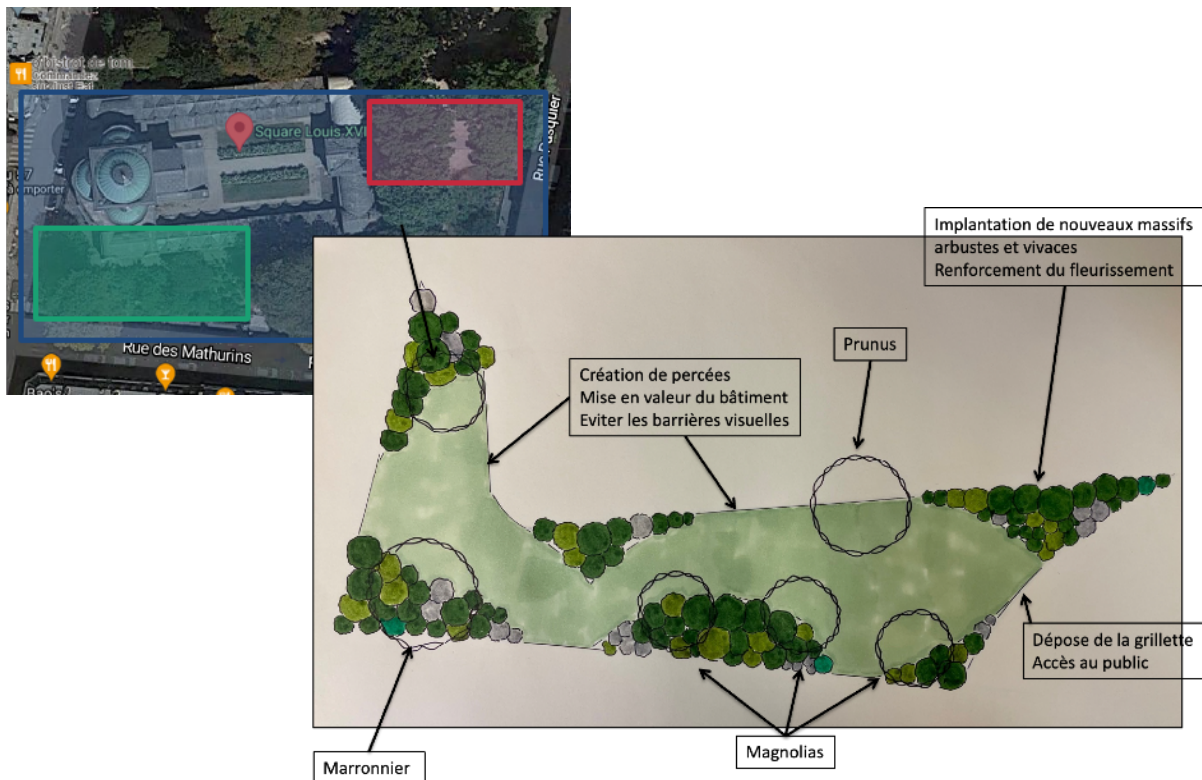 bistrot de tom
Square Louis XVI
Rue Pasquier
emporter
Rue des Mathurins
Implantation de nouveaux massifs
arbustes et vivaces
Renforcement du fleurissement
Prunus
Création de percées
Mise en valeur du bâtiment
Eviter les barrières visuelles
Dépose de la grillette
Accès au public
Magnolias
Marronnier